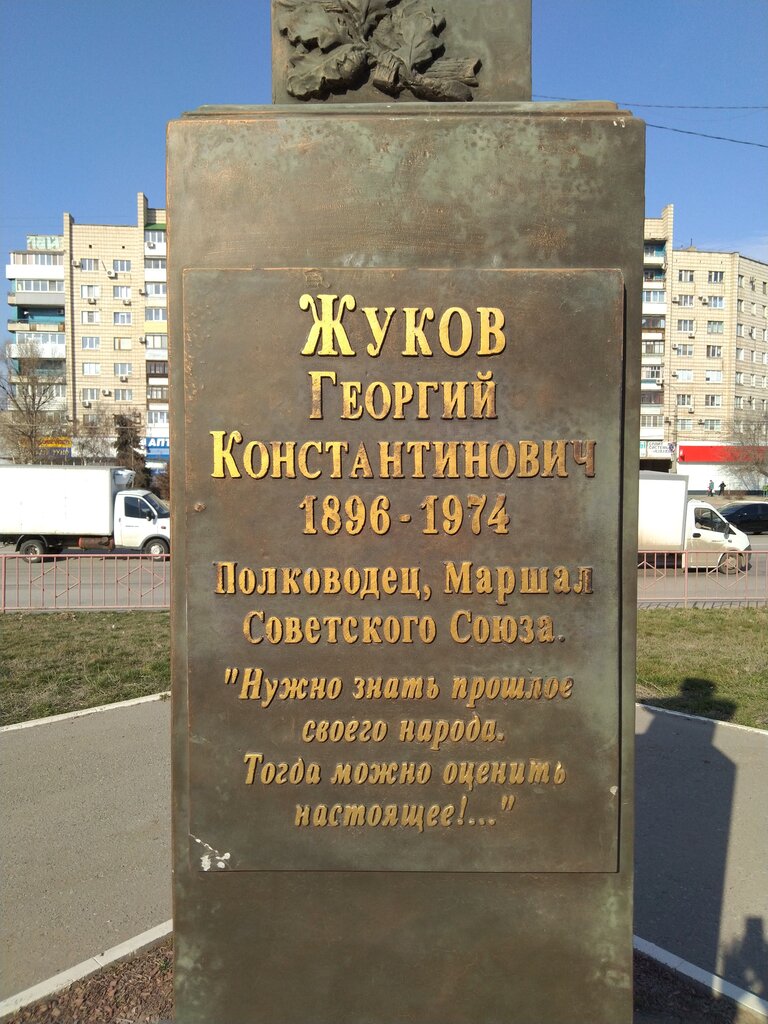 Жуков
Георгий
Константинович
1896 - 1974
Полководец, Маршал
Советского Союза.
"Нужно знать прошлое
своего народа.
Тогда можно оценить
настоящее!..."